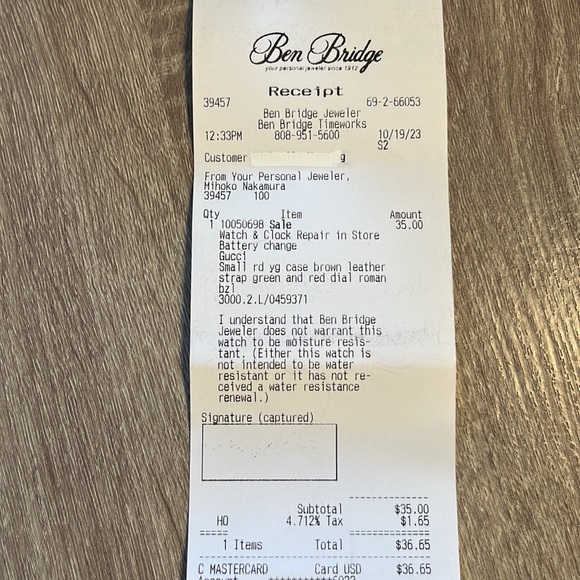 Ben Bridge
your personal jeweler since 1912
Receipt
39457 69-2-66053
Ben Bridge Jeweler
Ben Bridge Timeworks
12:33PM 808-951-5600 10/19/23
S2
Customer g
From Your Personal Jeweler,
Mihoko Nakamura
39457 100
Qty Item Amount
1 10050698 Sale 35.00
Watch & Clock Repair in Store
Battery change
Gucci
Small rd yg case brown leather
strap green and red dial roman
bzl
3000.2.L/0459371
I understand that Ben Bridge
Jeweler does not warrant this
watch to be moisture resis-
tant. (Either this watch is
not intended to be water
resistant or it has not re-
ceived a water resistance
renewal.)
Signature (captured)
Subtotal $35.00
HO 4.712% Tax $1.65
1 Items Total $36.65
C MASTERCARD Card USD $36.65